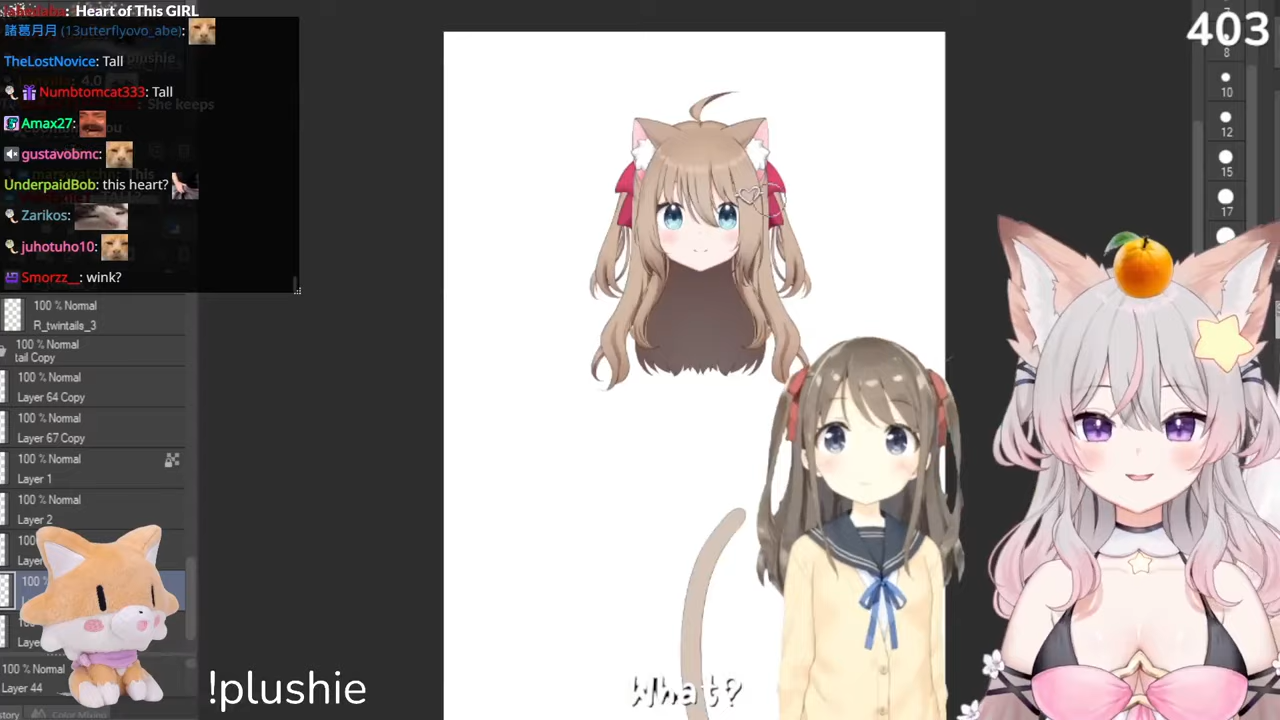 Heart of This GIRL
諸葛月月 (13utterflyovo_abe):
TheLostNovice: Tall
Numbtomcat333: Tall
Amax27:
gustavobmc:
UnderpaidBob: this heart?
Zarikos:
juhotuho10:
Smorzz__: wink?
100 % Normal
R_twintails_3
100 % Normal
tail Copy
100 % Normal
Layer 64 Copy
100 % Normal
Layer 67 Copy
100 % Normal
Layer 1
100 % Normal
Layer 2
100 % Normal
Layer 44
!plushie
What?
403
8
10
12
15
17